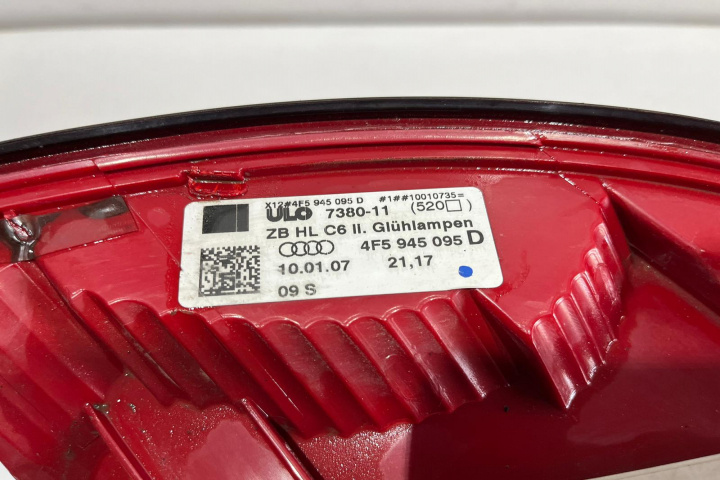 X12#4F5 945 095 D #1##10010735=
ULO 7380-11 (520□)
ZB HL C6 li. Glühlampen
4F5 945 095 D
10.01.07 21,17
09 S